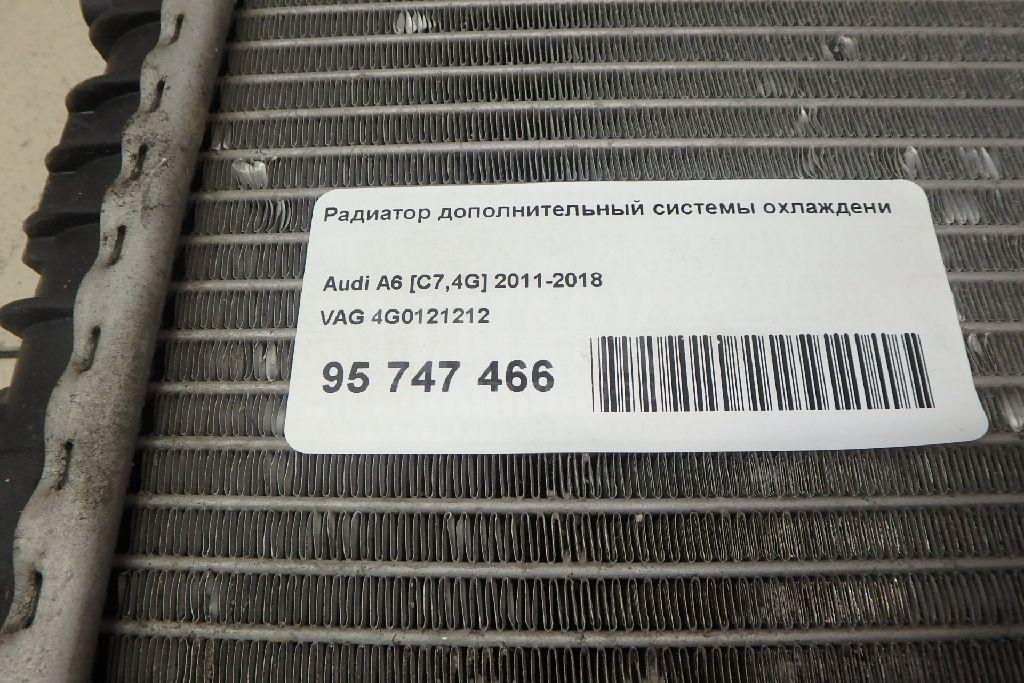 Радиатор дополнительный системы охлаждени
Audi A6 [C7,4G] 2011-2018
VAG 4G0121212
95 747 466